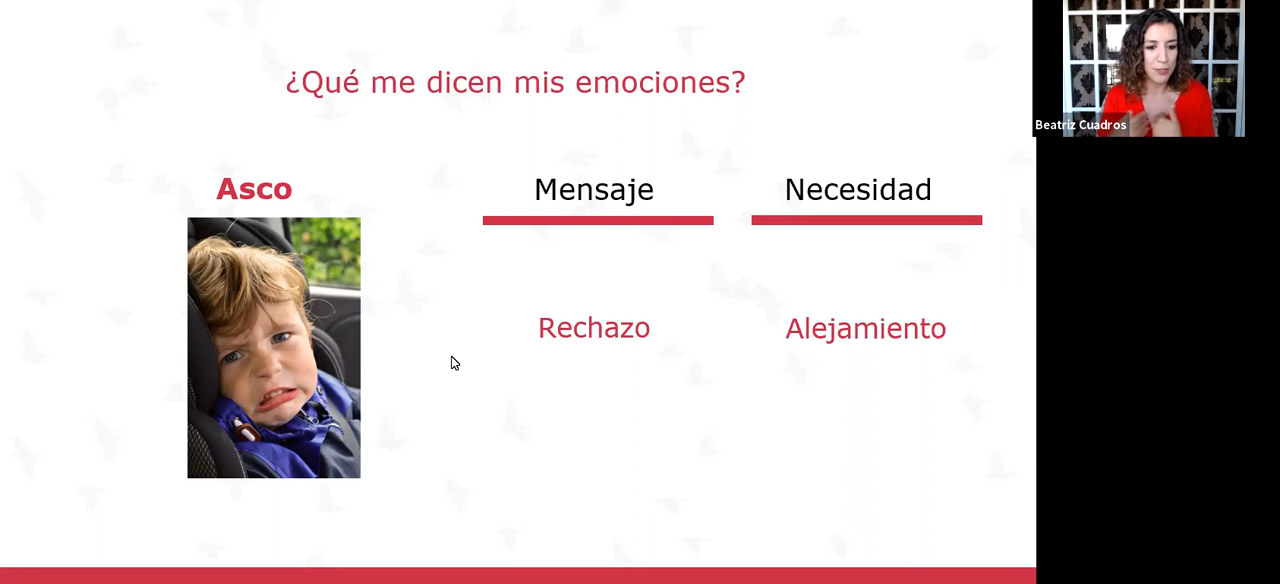 ¿Qué me dicen mis emociones?
Beatriz Cuadros
Asco
Mensaje
Necesidad
Rechazo
Alejamiento